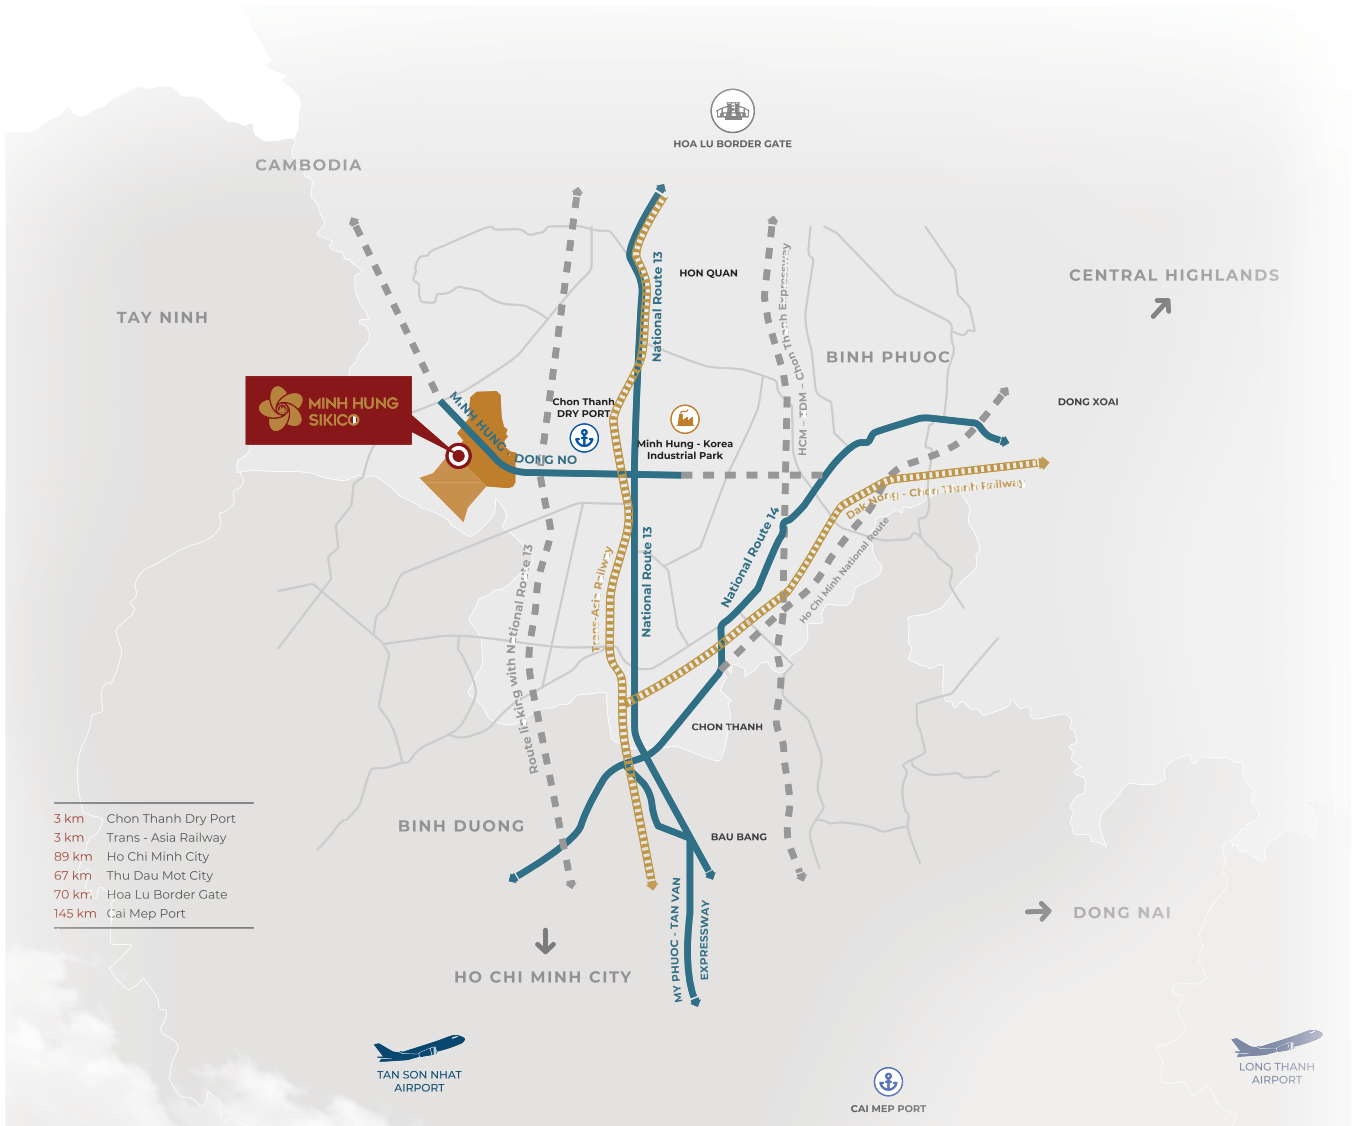 HOA LU BORDER GATE
CAMBODIA
HON QUAN
CENTRAL HIGHLANDS
TAY NINH
National Route 13
HCM - TDM - Chon Thanh Expressway
BINH PHUOC
MINH HUNG
SIKICO
MINH HUNG - DONG NO
Chon Thanh
DRY PORT
DONG XOAI
Minh Hung - Korea
Industrial Park
Dak Nong - Chon Thanh Railway
National Route 14
Ho Chi Minh National Route
National Route 13
Trans-Asia Railway
Route linking with National Route 13
CHON THANH
BINH DUONG
BAU BANG
3 km Chon Thanh Dry Port
3 km Trans - Asia Railway
89 km Ho Chi Minh City
67 km Thu Dau Mot City
70 km Hoa Lu Border Gate
145 km Cai Mep Port
MY PHUOC - TAN VAN
EXPRESSWAY
DONG NAI
HO CHI MINH CITY
TAN SON NHAT
AIRPORT
LONG THANH
AIRPORT
CAI MEP PORT